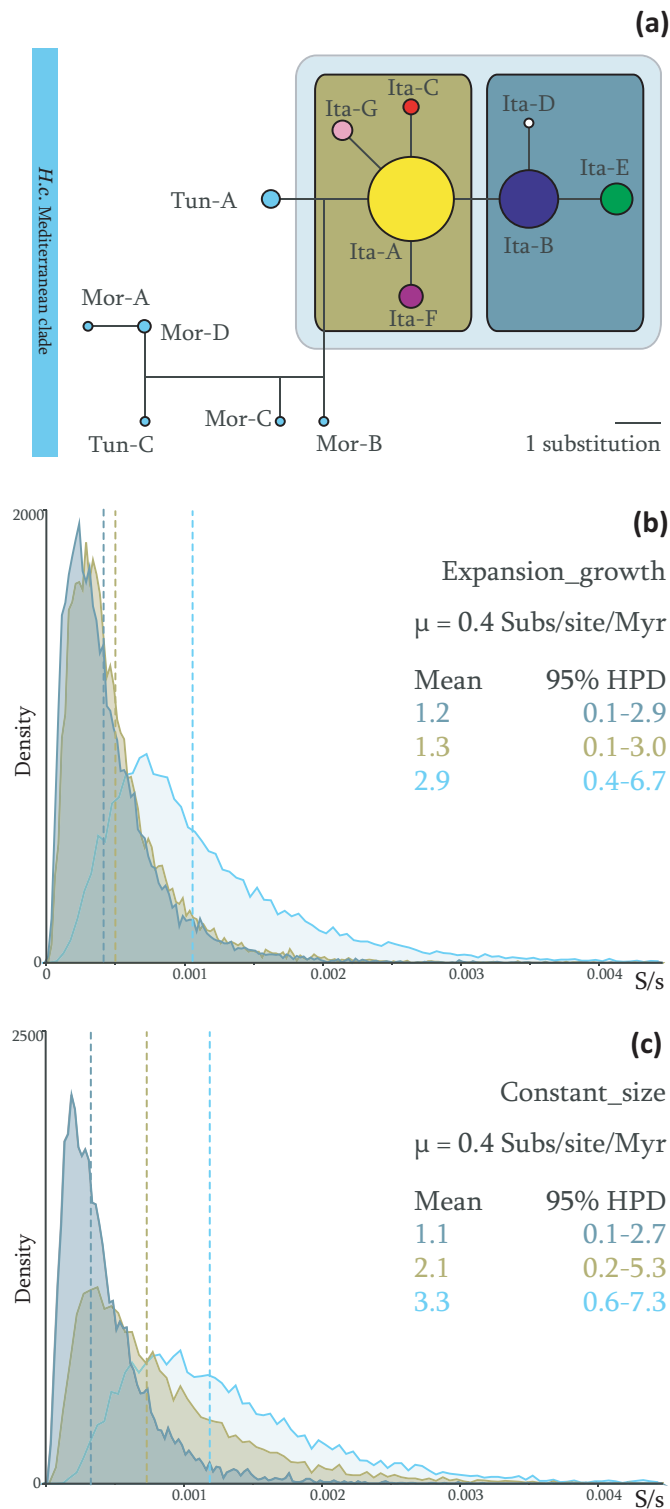 (a)
H.c. Mediterranean clade
Ita-C
Ita-G
Ita-D
Ita-E
Tun-A
Ita-A
Ita-B
Mor-A
Mor-D
Ita-F
Tun-C
Mor-C
Mor-B
1 substitution
(b)
2000
Expansion_growth
μ = 0.4 Subs/site/Myr
Mean 95% HPD
1.2 0.1-2.9
1.3 0.1-3.0
2.9 0.4-6.7
Density
0
0 0.001 0.002 0.003 0.004
S/s
(c)
2500
Constant_size
μ = 0.4 Subs/site/Myr
Mean 95% HPD
1.1 0.1-2.7
2.1 0.2-5.3
3.3 0.6-7.3
Density
0
0.001 0.002 0.003 0.004
S/s